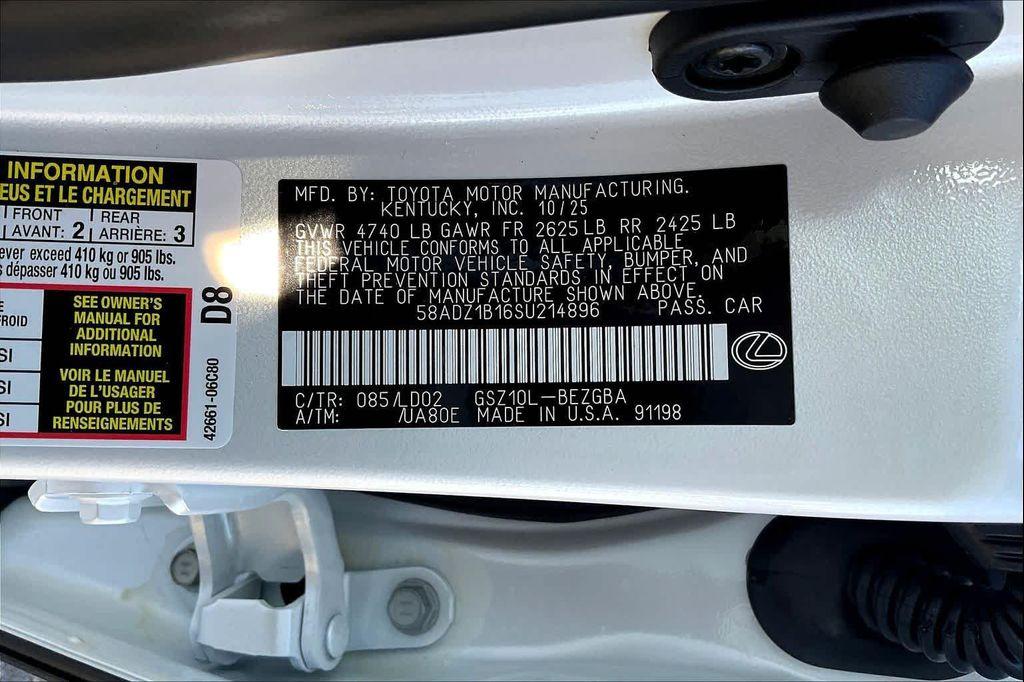 INFORMATION
EUS ET LE CHARGEMENT
FRONT 2 REAR 3
AVANT: ARRIÈRE:
ever exceed 410 kg or 905 lbs.
s dépasser 410 kg ou 905 lbs.
FROID
SI
SI
SI
SEE OWNER'S
MANUAL FOR
ADDITIONAL
INFORMATION
VOIR LE MANUEL
DE L'USAGER
POUR PLUS DE
RENSEIGNEMENTS
D8
42661-06C80
MFD. BY: TOYOTA MOTOR MANUFACTURING.
KENTUCKY, INC. 10/25
GVWR 4740 LB GAWR FR 2625 LB RR 2425 LB
THIS VEHICLE CONFORMS TO ALL APPLICABLE
FEDERAL MOTOR VEHICLE SAFETY, BUMPER, AND
THEFT PREVENTION STANDARDS IN EFFECT ON
THE DATE OF MANUFACTURE SHOWN ABOVE.
58ADZ1B16SU214896 PASS. CAR
C/TR: 085/LD02 GSZ10L-BEZGBA
A/TM: /UA80E MADE IN U.S.A. 91198